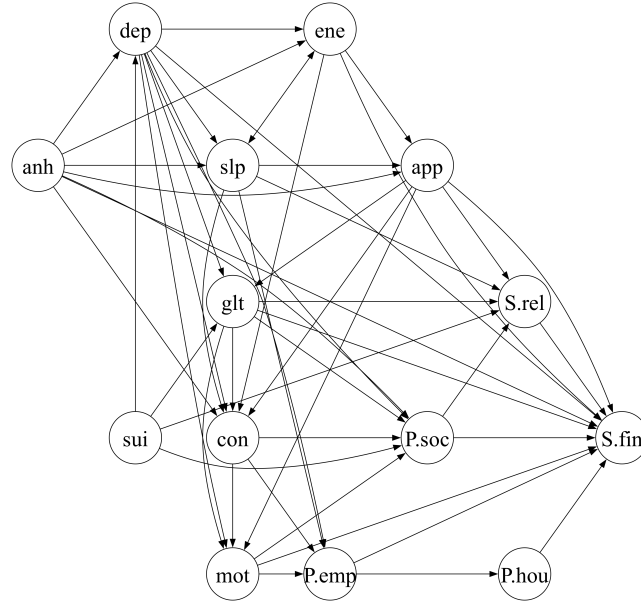 dep ene
anh slp app
glt S.rel
sui con P.soc S.fin
mot P.emp P.hou